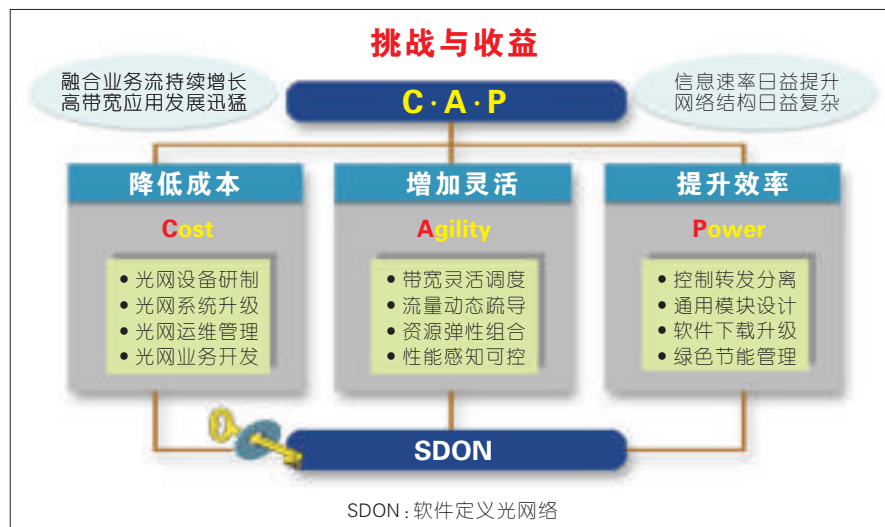 挑战与收益
融合业务流持续增长
高带宽应用发展迅猛
信息速率日益提升
网络结构日益复杂
C·A·P
降低成本
Cost
• 光网设备研制
• 光网系统升级
• 光网运维管理
• 光网业务开发
增加灵活
Agility
• 带宽灵活调度
• 流量动态疏导
• 资源弹性组合
• 性能感知可控
提升效率
Power
• 控制转发分离
• 通用模块设计
• 软件下载升级
• 绿色节能管理
SDON
SDON:软件定义光网络